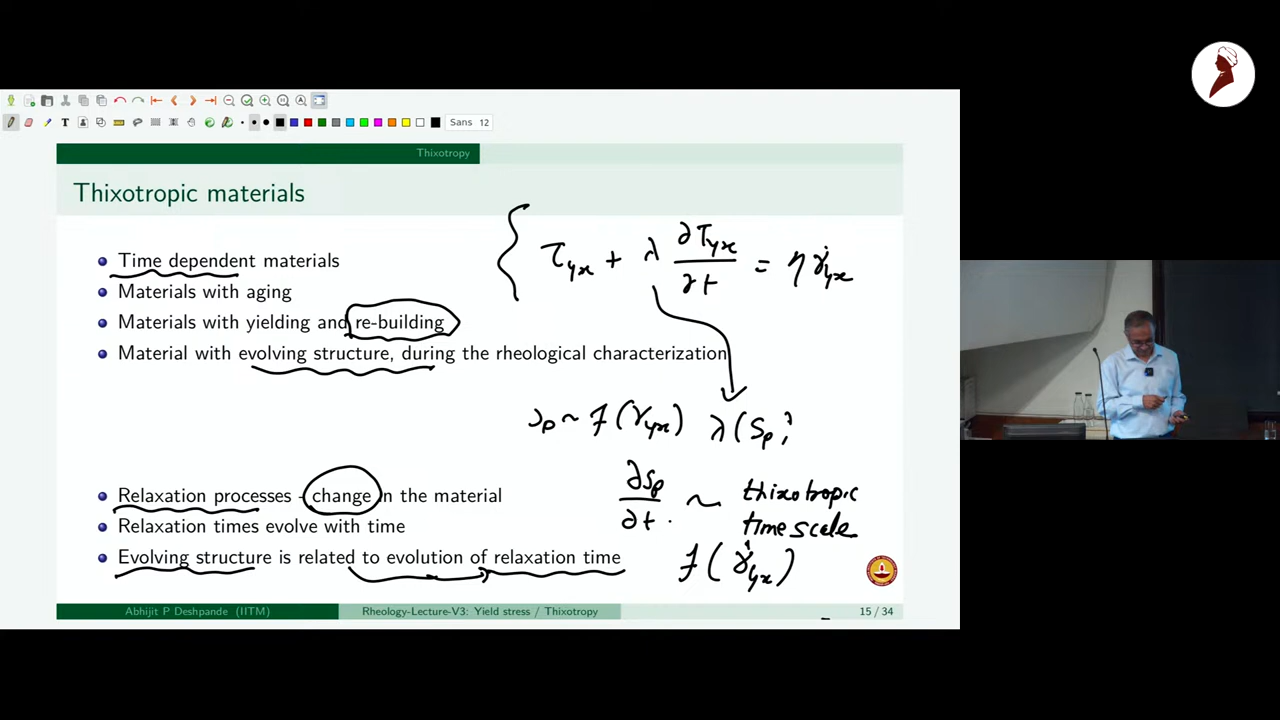 Sans 12
Thixotropy
Thixotropic materials
Time dependent materials
Materials with aging
Materials with yielding and re-building
Material with evolving structure, during the rheological characterization
τyx + λ ∂τyx/∂t = η γ̇yx
Sp ~ f(γyx) λ(Sp)
∂Sp/∂t ~ thixotropic
time scale
f(γ̇yx)
Relaxation processes - change in the material
Relaxation times evolve with time
Evolving structure is related to evolution of relaxation time
Abhijit P Deshpande (IITM) Rheology-Lecture-V3: Yield stress / Thixotropy 15 / 34